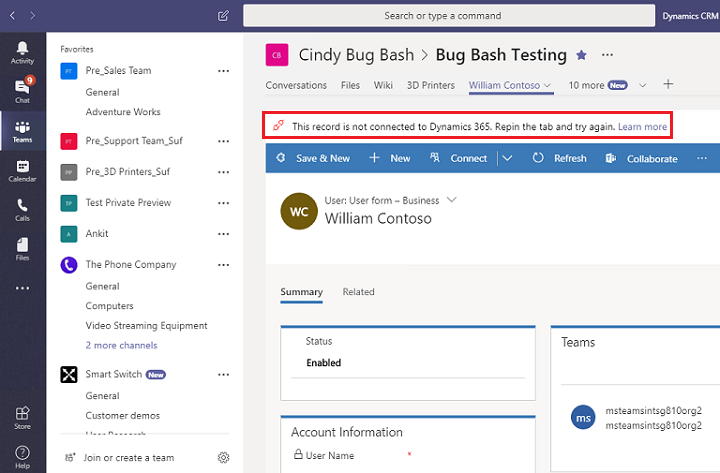 Search or type a command
Dynamics CRM
Activity
9
Chat
Teams
Calendar
Calls
Files
Store
Help
Favorites
PT
Pre_Sales Team
General
Adventure Works
PT
Pre_Support Team_Suf
PP
Pre_3D Printers_Suf
TP
Test Private Preview
A
Ankit
The Phone Company
General
Computers
Video Streaming Equipment
2 more channels
Smart Switch New
General
Customer demos
User Research
Join or create a team
CB
Cindy Bug Bash > Bug Bash Testing
Conversations Files Wiki 3D Printers William Contoso 10 more New
This record is not connected to Dynamics 365. Repin the tab and try again. Learn more
Save & New New Connect Refresh Collaborate
WC
User: User form – Business
William Contoso
Summary Related
Status
Enabled
Account Information
User Name *
Teams
ms
msteamsintsg810org2
msteamsintsg810org2